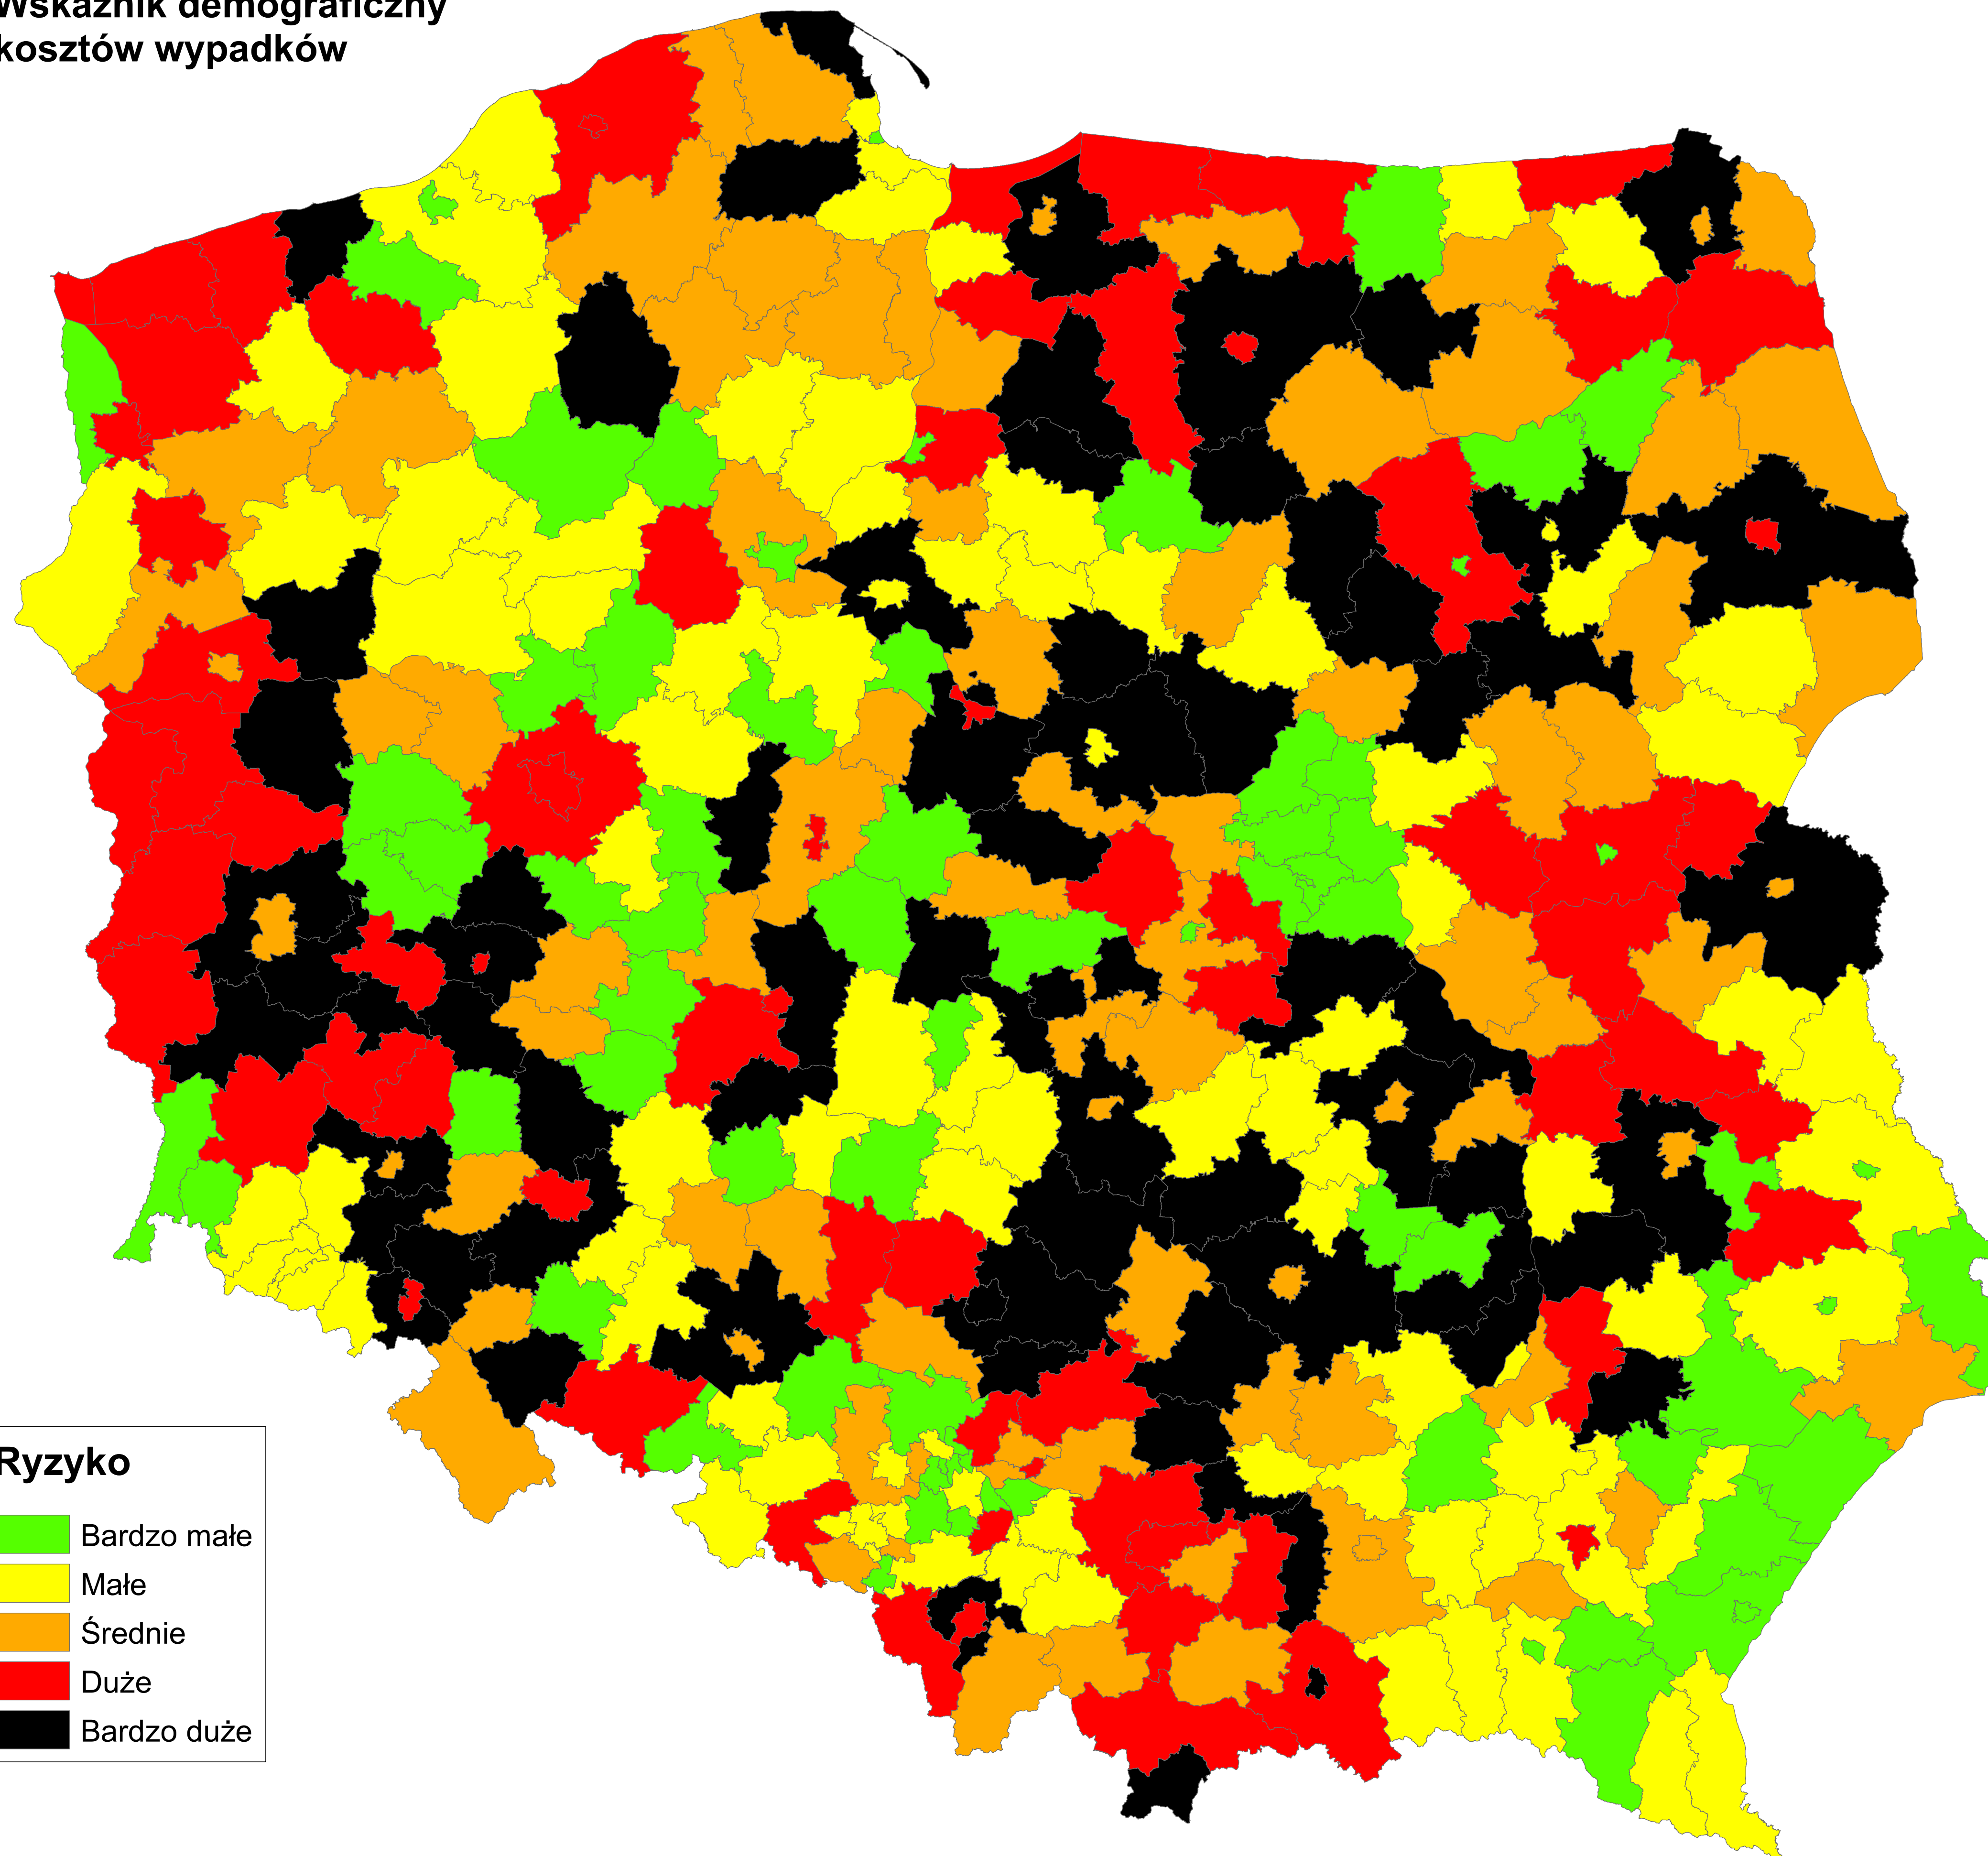 Wskaźnik demograficzny
kosztów wypadków
Ryzyko
Bardzo małe
Małe
Średnie
Duże
Bardzo duże